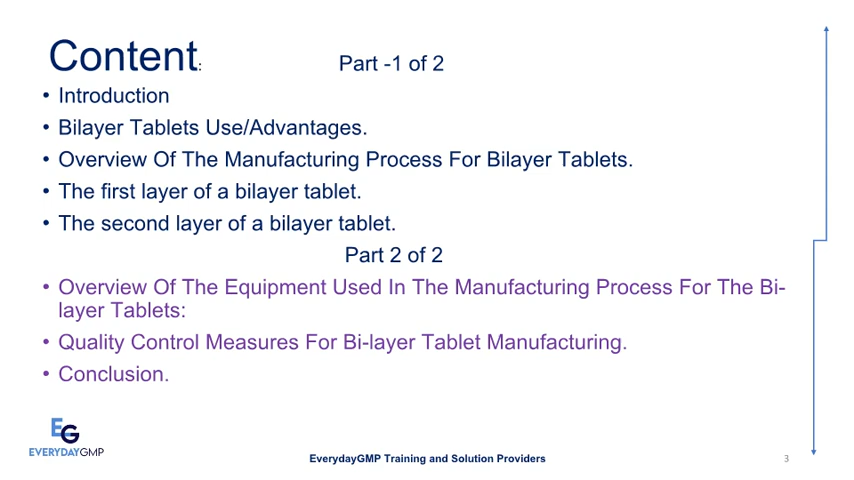 Content:
Part -1 of 2
• Introduction
• Bilayer Tablets Use/Advantages.
• Overview Of The Manufacturing Process For Bilayer Tablets.
• The first layer of a bilayer tablet.
• The second layer of a bilayer tablet.
Part 2 of 2
• Overview Of The Equipment Used In The Manufacturing Process For The Bi-
layer Tablets:
• Quality Control Measures For Bi-layer Tablet Manufacturing.
• Conclusion.
EG
EVERYDAYGMP
EverydayGMP Training and Solution Providers
3